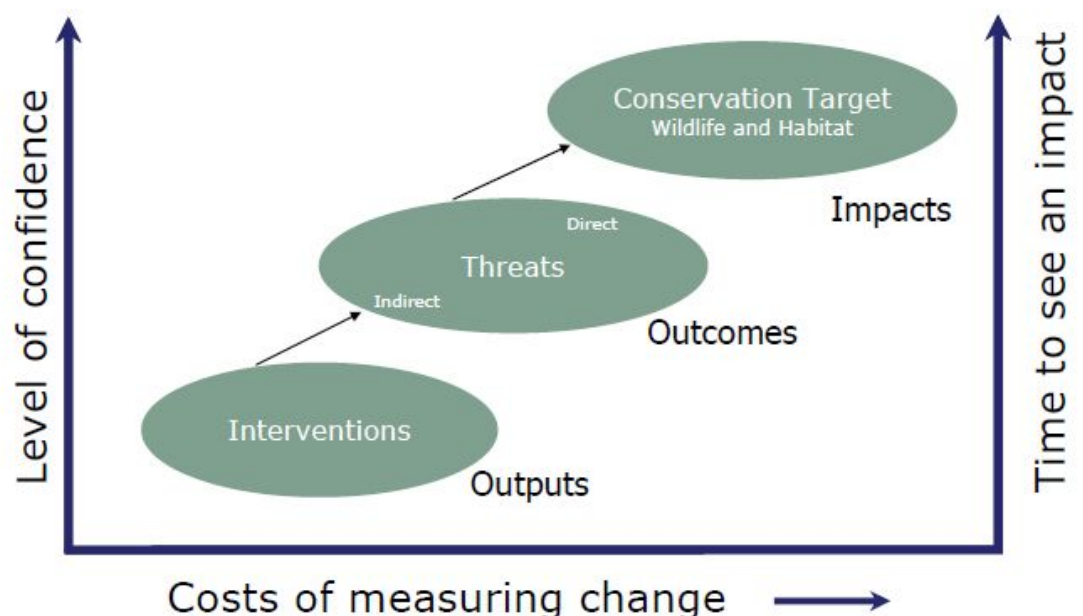 Level of confidence
Time to see an impact
Conservation Target
Wildlife and Habitat
Impacts
Direct
Threats
Indirect
Outcomes
Interventions
Outputs
Costs of measuring change